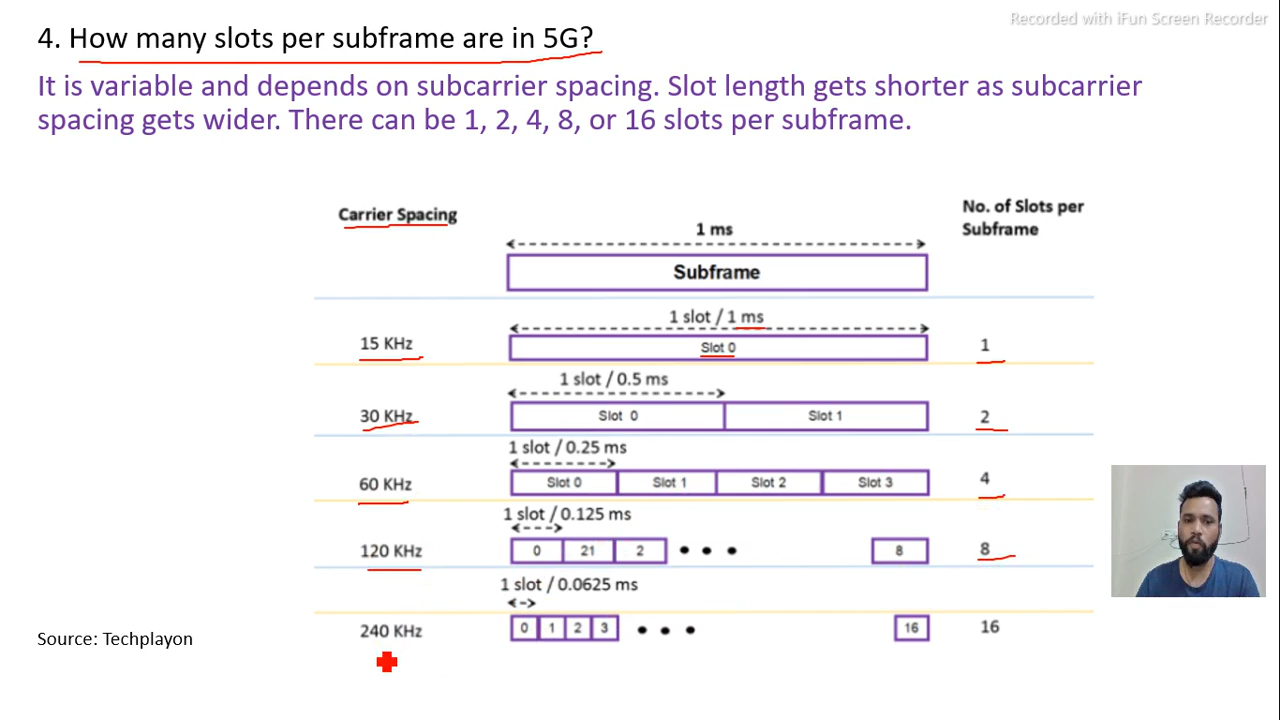 Recorded with iFun Screen Recorder
4. How many slots per subframe are in 5G?
It is variable and depends on subcarrier spacing. Slot length gets shorter as subcarrier
spacing gets wider. There can be 1, 2, 4, 8, or 16 slots per subframe.
Carrier Spacing
No. of Slots per
Subframe
1 ms
Subframe
1 slot / 1 ms
15 KHz
Slot 0
1
1 slot / 0.5 ms
30 KHz
Slot 0
Slot 1
2
1 slot / 0.25 ms
60 KHz
Slot 0
Slot 1
Slot 2
Slot 3
4
1 slot / 0.125 ms
120 KHz
0
21
2
8
8
1 slot / 0.0625 ms
240 KHz
0
1
2
3
16
16
Source: Techplayon